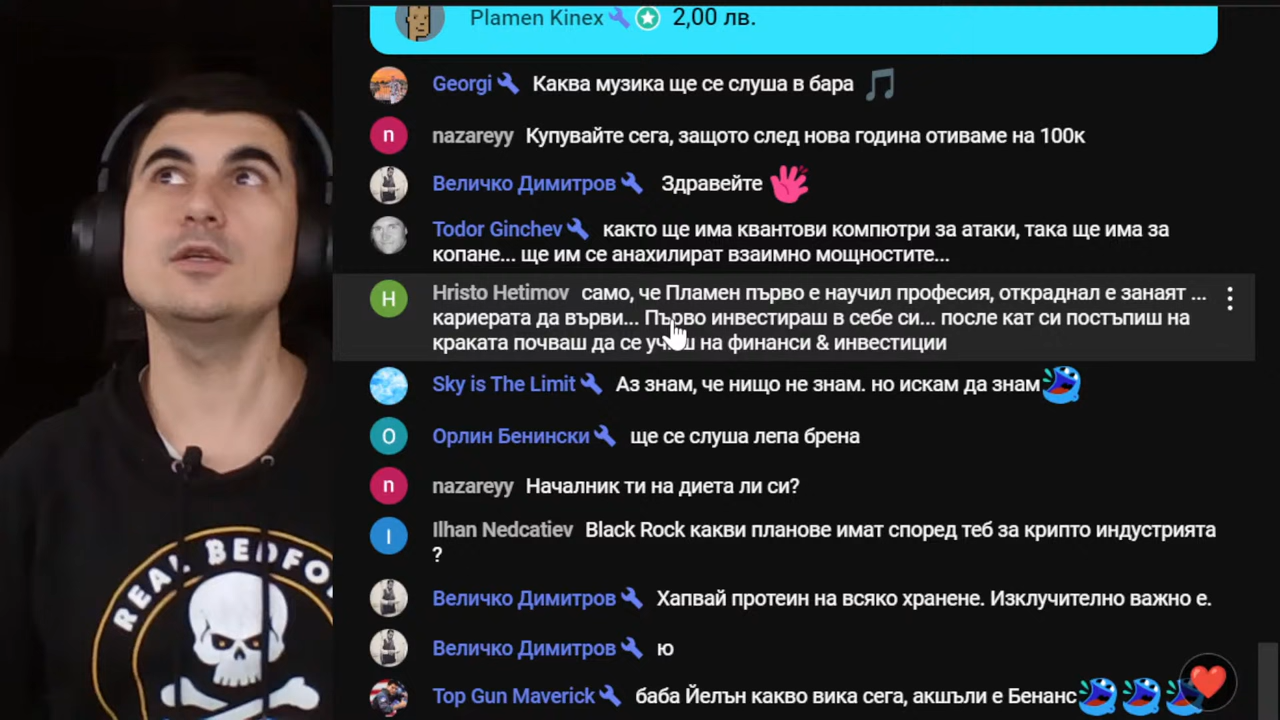 Plamen Kinex 2,00 лв.
Georgi Каква музика ще се слуша в бара
n nazareyy Купувайте сега, защото след нова година отиваме на 100к
Величко Димитров Здравейте
Todor Ginchev както ще има квантови компютри за атаки, така ще има за
копане... ще им се анахилират взаимно мощностите...
H Hristo Hetimov само, че Пламен първо е научил професия, откраднал е занаят ...
кариерата да върви... Първо инвестираш в себе си... после кат си постъпиш на
краката почваш да се учиш на финанси & инвестиции
Sky is The Limit Аз знам, че нищо не знам. но искам да знам
О Орлин Бенински ще се слуша лепа брена
n nazareyy Началник ти на диета ли си?
I Ilhan Nedcatiev Black Rock какви планове имат според теб за крипто индустрията
?
Величко Димитров Хапвай протеин на всяко хранене. Изключително важно е.
Величко Димитров ю
Top Gun Maverick баба Йелън какво вика сега, акшъли е Бенанс
REAL BEDFO